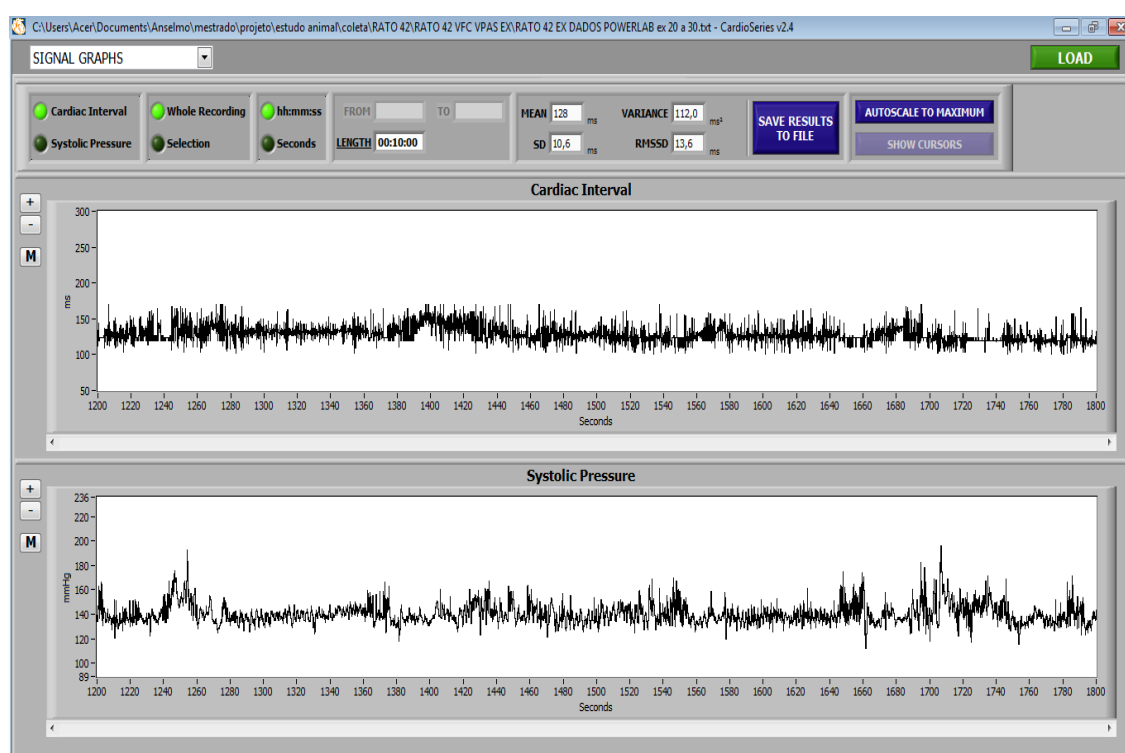 C:\Users\Acer\Documents\Anselmo\mestrado\projeto\estudo animal\coleta\RATO 42\RATO 42 VFC VPAS EX\RATO 42 EX DADOS POWERLAB ex 20 a 30.txt - CardioSeries v2.4
SIGNAL GRAPHS
LOAD
Cardiac Interval
Systolic Pressure
Whole Recording
Selection
hh:mm:ss
Seconds
FROM TO
LENGTH 00:10:00
MEAN 128 ms VARIANCE 112,0 ms²
SD 10,6 ms RMSSD 13,6 ms
SAVE RESULTS
TO FILE
AUTOSCALE TO MAXIMUM
SHOW CURSORS
Cardiac Interval
+
-
M
ms
300
250
200
150
100
50
1200 1220 1240 1260 1280 1300 1320 1340 1360 1380 1400 1420 1440 1460 1480 1500 1520 1540 1560 1580 1600 1620 1640 1660 1680 1700 1720 1740 1760 1780 1800
Seconds
Systolic Pressure
+
-
M
mmHg
236
220
200
180
160
140
120
100
89
1200 1220 1240 1260 1280 1300 1320 1340 1360 1380 1400 1420 1440 1460 1480 1500 1520 1540 1560 1580 1600 1620 1640 1660 1680 1700 1720 1740 1760 1780 1800
Seconds